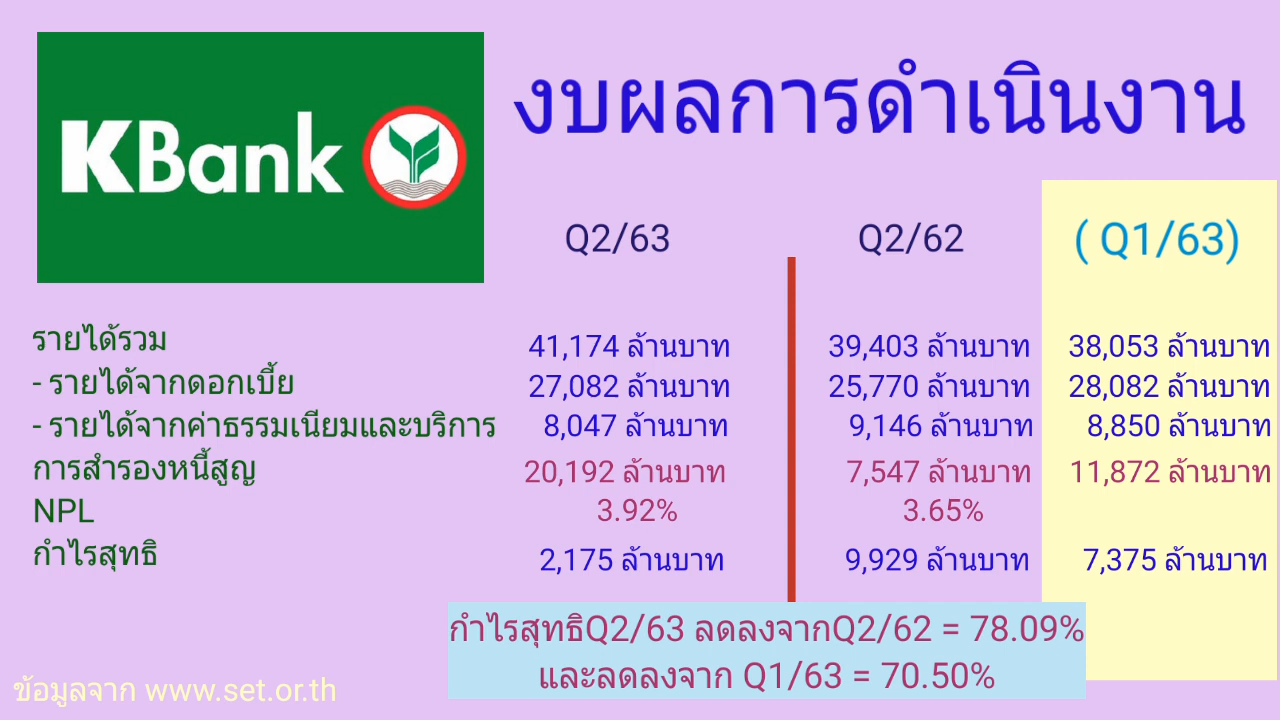 KBank
งบผลการดำเนินงาน
Q2/63 Q2/62 ( Q1/63)
รายได้รวม 41,174 ล้านบาท 39,403 ล้านบาท 38,053 ล้านบาท
- รายได้จากดอกเบี้ย 27,082 ล้านบาท 25,770 ล้านบาท 28,082 ล้านบาท
- รายได้จากค่าธรรมเนียมและบริการ 8,047 ล้านบาท 9,146 ล้านบาท 8,850 ล้านบาท
การสำรองหนี้สูญ 20,192 ล้านบาท 7,547 ล้านบาท 11,872 ล้านบาท
NPL 3.92% 3.65%
กำไรสุทธิ 2,175 ล้านบาท 9,929 ล้านบาท 7,375 ล้านบาท
กำไรสุทธิQ2/63 ลดลงจากQ2/62 = 78.09%
และลดลงจาก Q1/63 = 70.50%
ข้อมูลจาก www.set.or.th